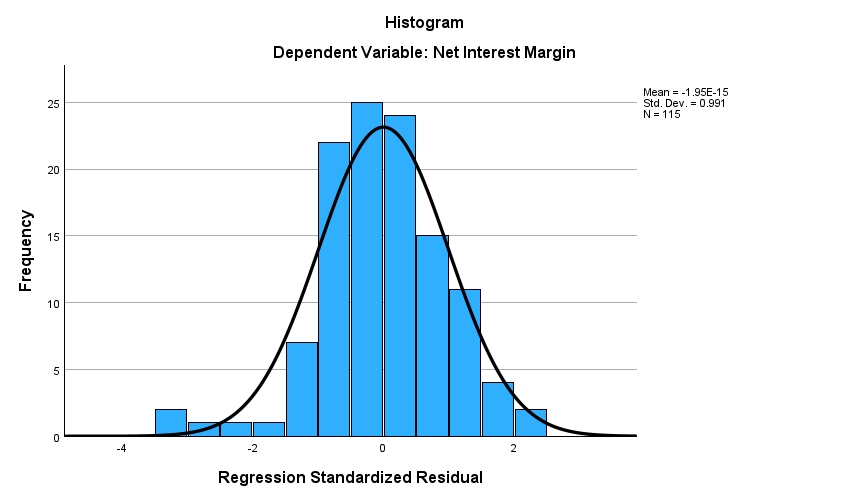 Histogram
Dependent Variable: Net Interest Margin
Mean = -1.95E-15
Std. Dev. = 0.991
N = 115
Frequency
25
20
15
10
5
0
-4
-2
0
2
Regression Standardized Residual